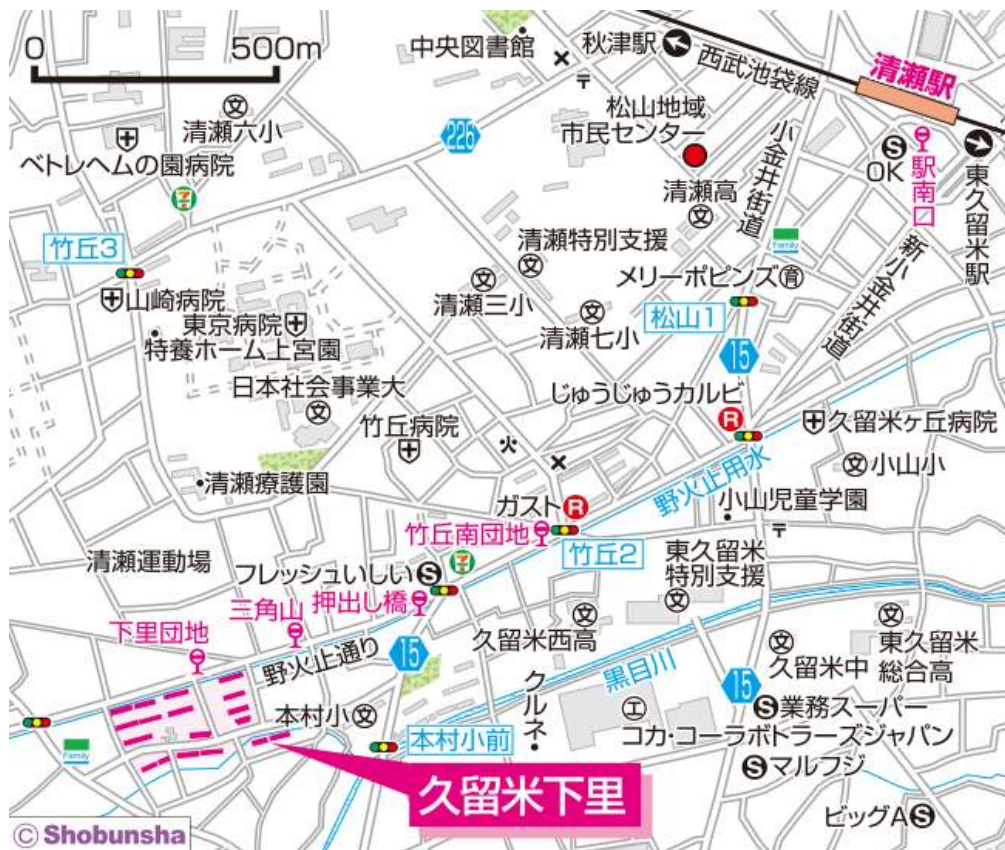 0 500m
中央図書館
秋津駅
西武池袋線
清瀬駅
清瀬六小
226
松山地域
市民センター
小金井街道
OK
駅南口
東久留米駅
ベトレヘムの園病院
清瀬高
竹丘3
清瀬特別支援
Family
新小金井街道
山崎病院
清瀬三小
メリーポピンズ
東京病院
特養ホーム上宮園
清瀬七小
松山1
15
日本社会事業大
じゅうじゅうカルビ
竹丘病院
久留米ヶ丘病院
清瀬療護園
野火止用水
小山小
ガスト
小山児童学園
竹丘南団地
竹丘2
清瀬運動場
フレッシュいしい
東久留米
特別支援
三角山
押出し橋
下里団地
野火止通り
15
久留米西高
黒目川
久留米中
東久留米
総合高
本村小
クルネ
15
業務スーパー
本村小前
コカ・コーラボトラーズジャパン
Family
マルフジ
久留米下里
ビッグA
© Shobunsha